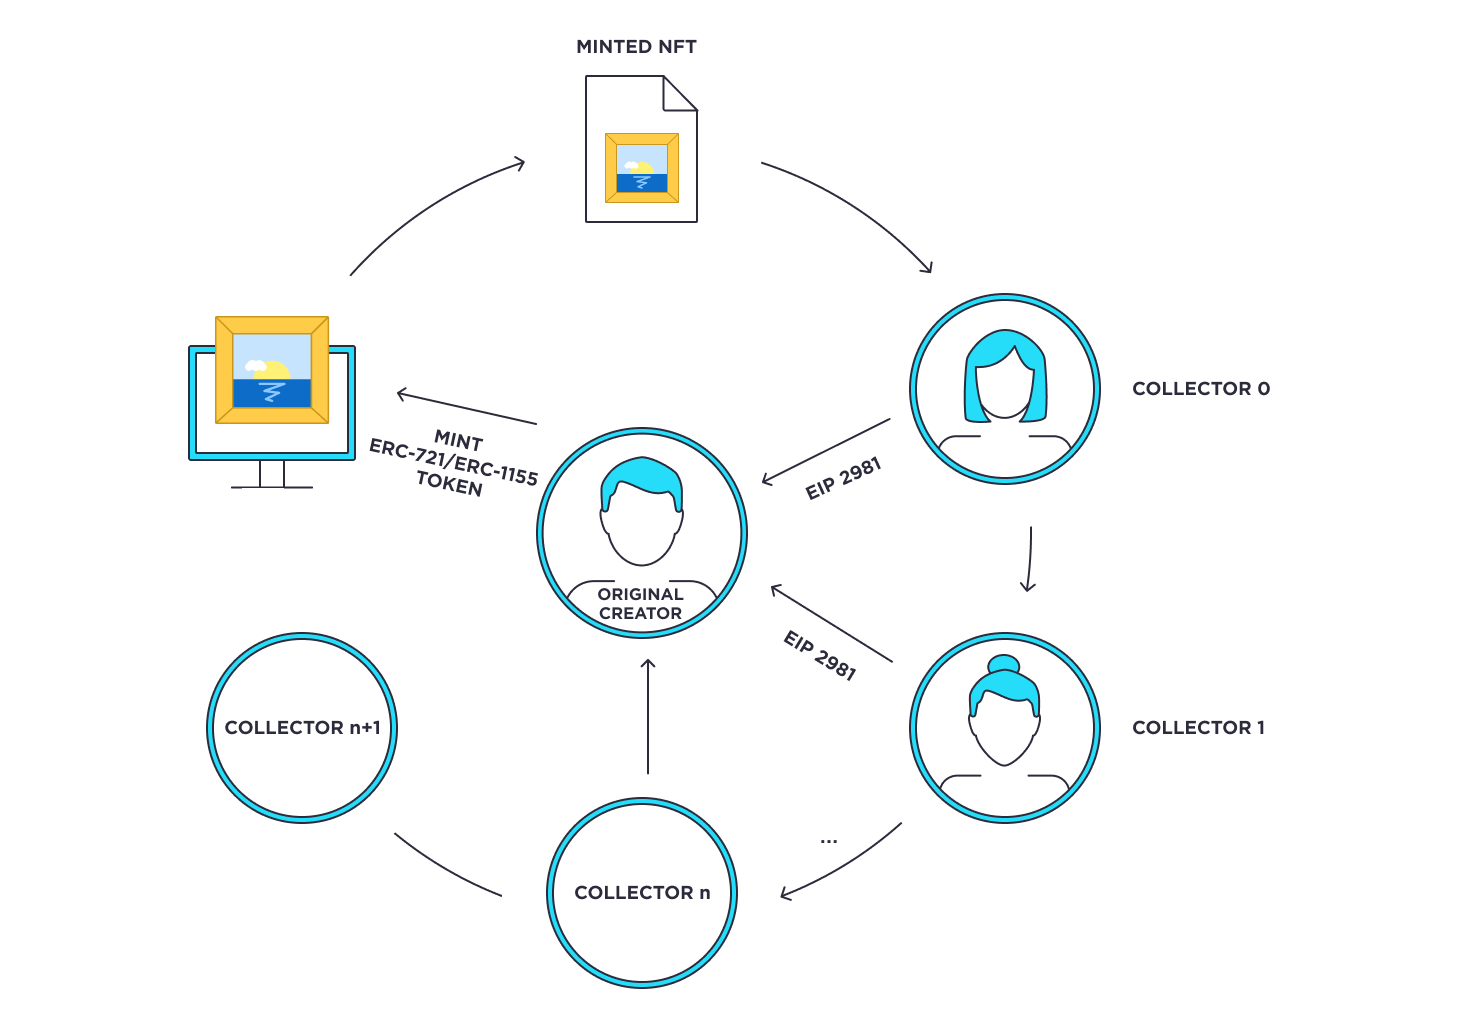 MINTED NFT
COLLECTOR 0
MINT
ERC-721/ERC-1155
TOKEN
EIP 2981
ORIGINAL
CREATOR
EIP 2981
COLLECTOR n+1
COLLECTOR 1
...
COLLECTOR n